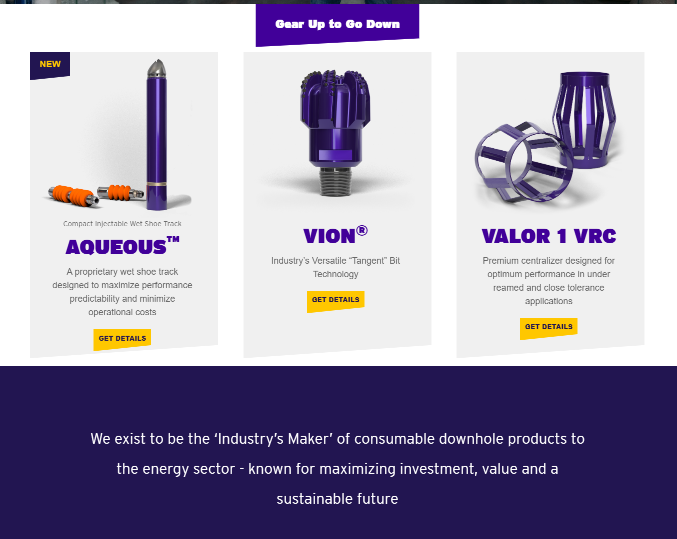 Gear Up to Go Down
NEW
Compact Injectable Wet Shoe Track
AQUEOUS™
A proprietary wet shoe track
designed to maximize performance
predictability and minimize
operational costs
GET DETAILS
VION®
Industry's Versatile “Tangent” Bit
Technology
GET DETAILS
VALOR 1 VRC
Premium centralizer designed for
optimum performance in under
reamed and close tolerance
applications
GET DETAILS
We exist to be the ‘Industry’s Maker’ of consumable downhole products to
the energy sector - known for maximizing investment, value and a
sustainable future